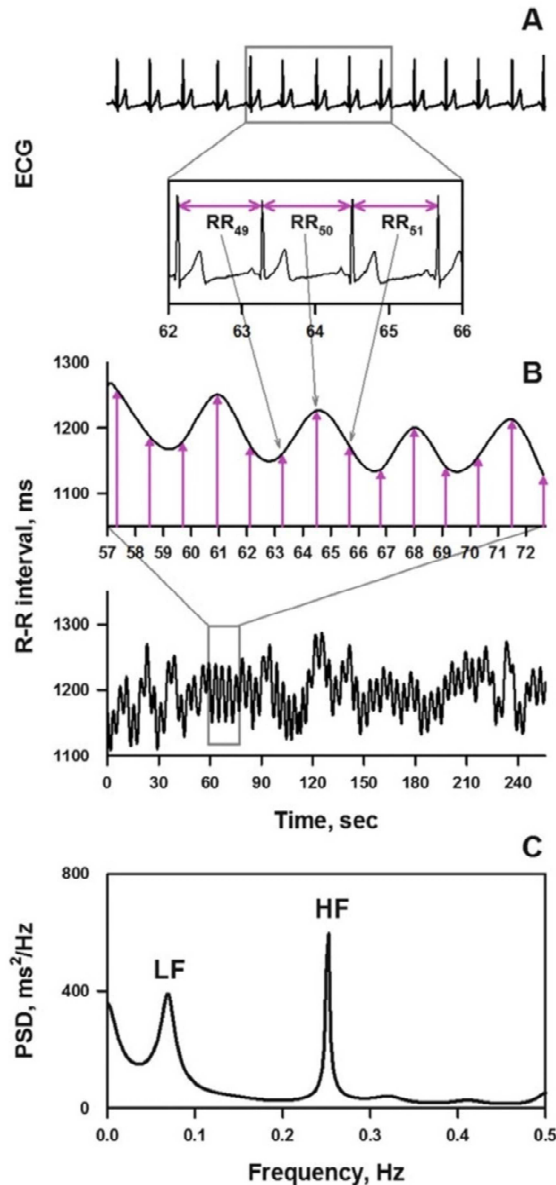 A
ECG
RR49 RR50 RR51
62 63 64 65 66
B
R-R interval, ms
1300
1200
1100
57 58 59 60 61 62 63 64 65 66 67 68 69 70 71 72
1300
1200
1100
0 30 60 90 120 150 180 210 240
Time, sec
C
PSD, ms²/Hz
800
400
0
LF
HF
0.0 0.1 0.2 0.3 0.4 0.5
Frequency, Hz